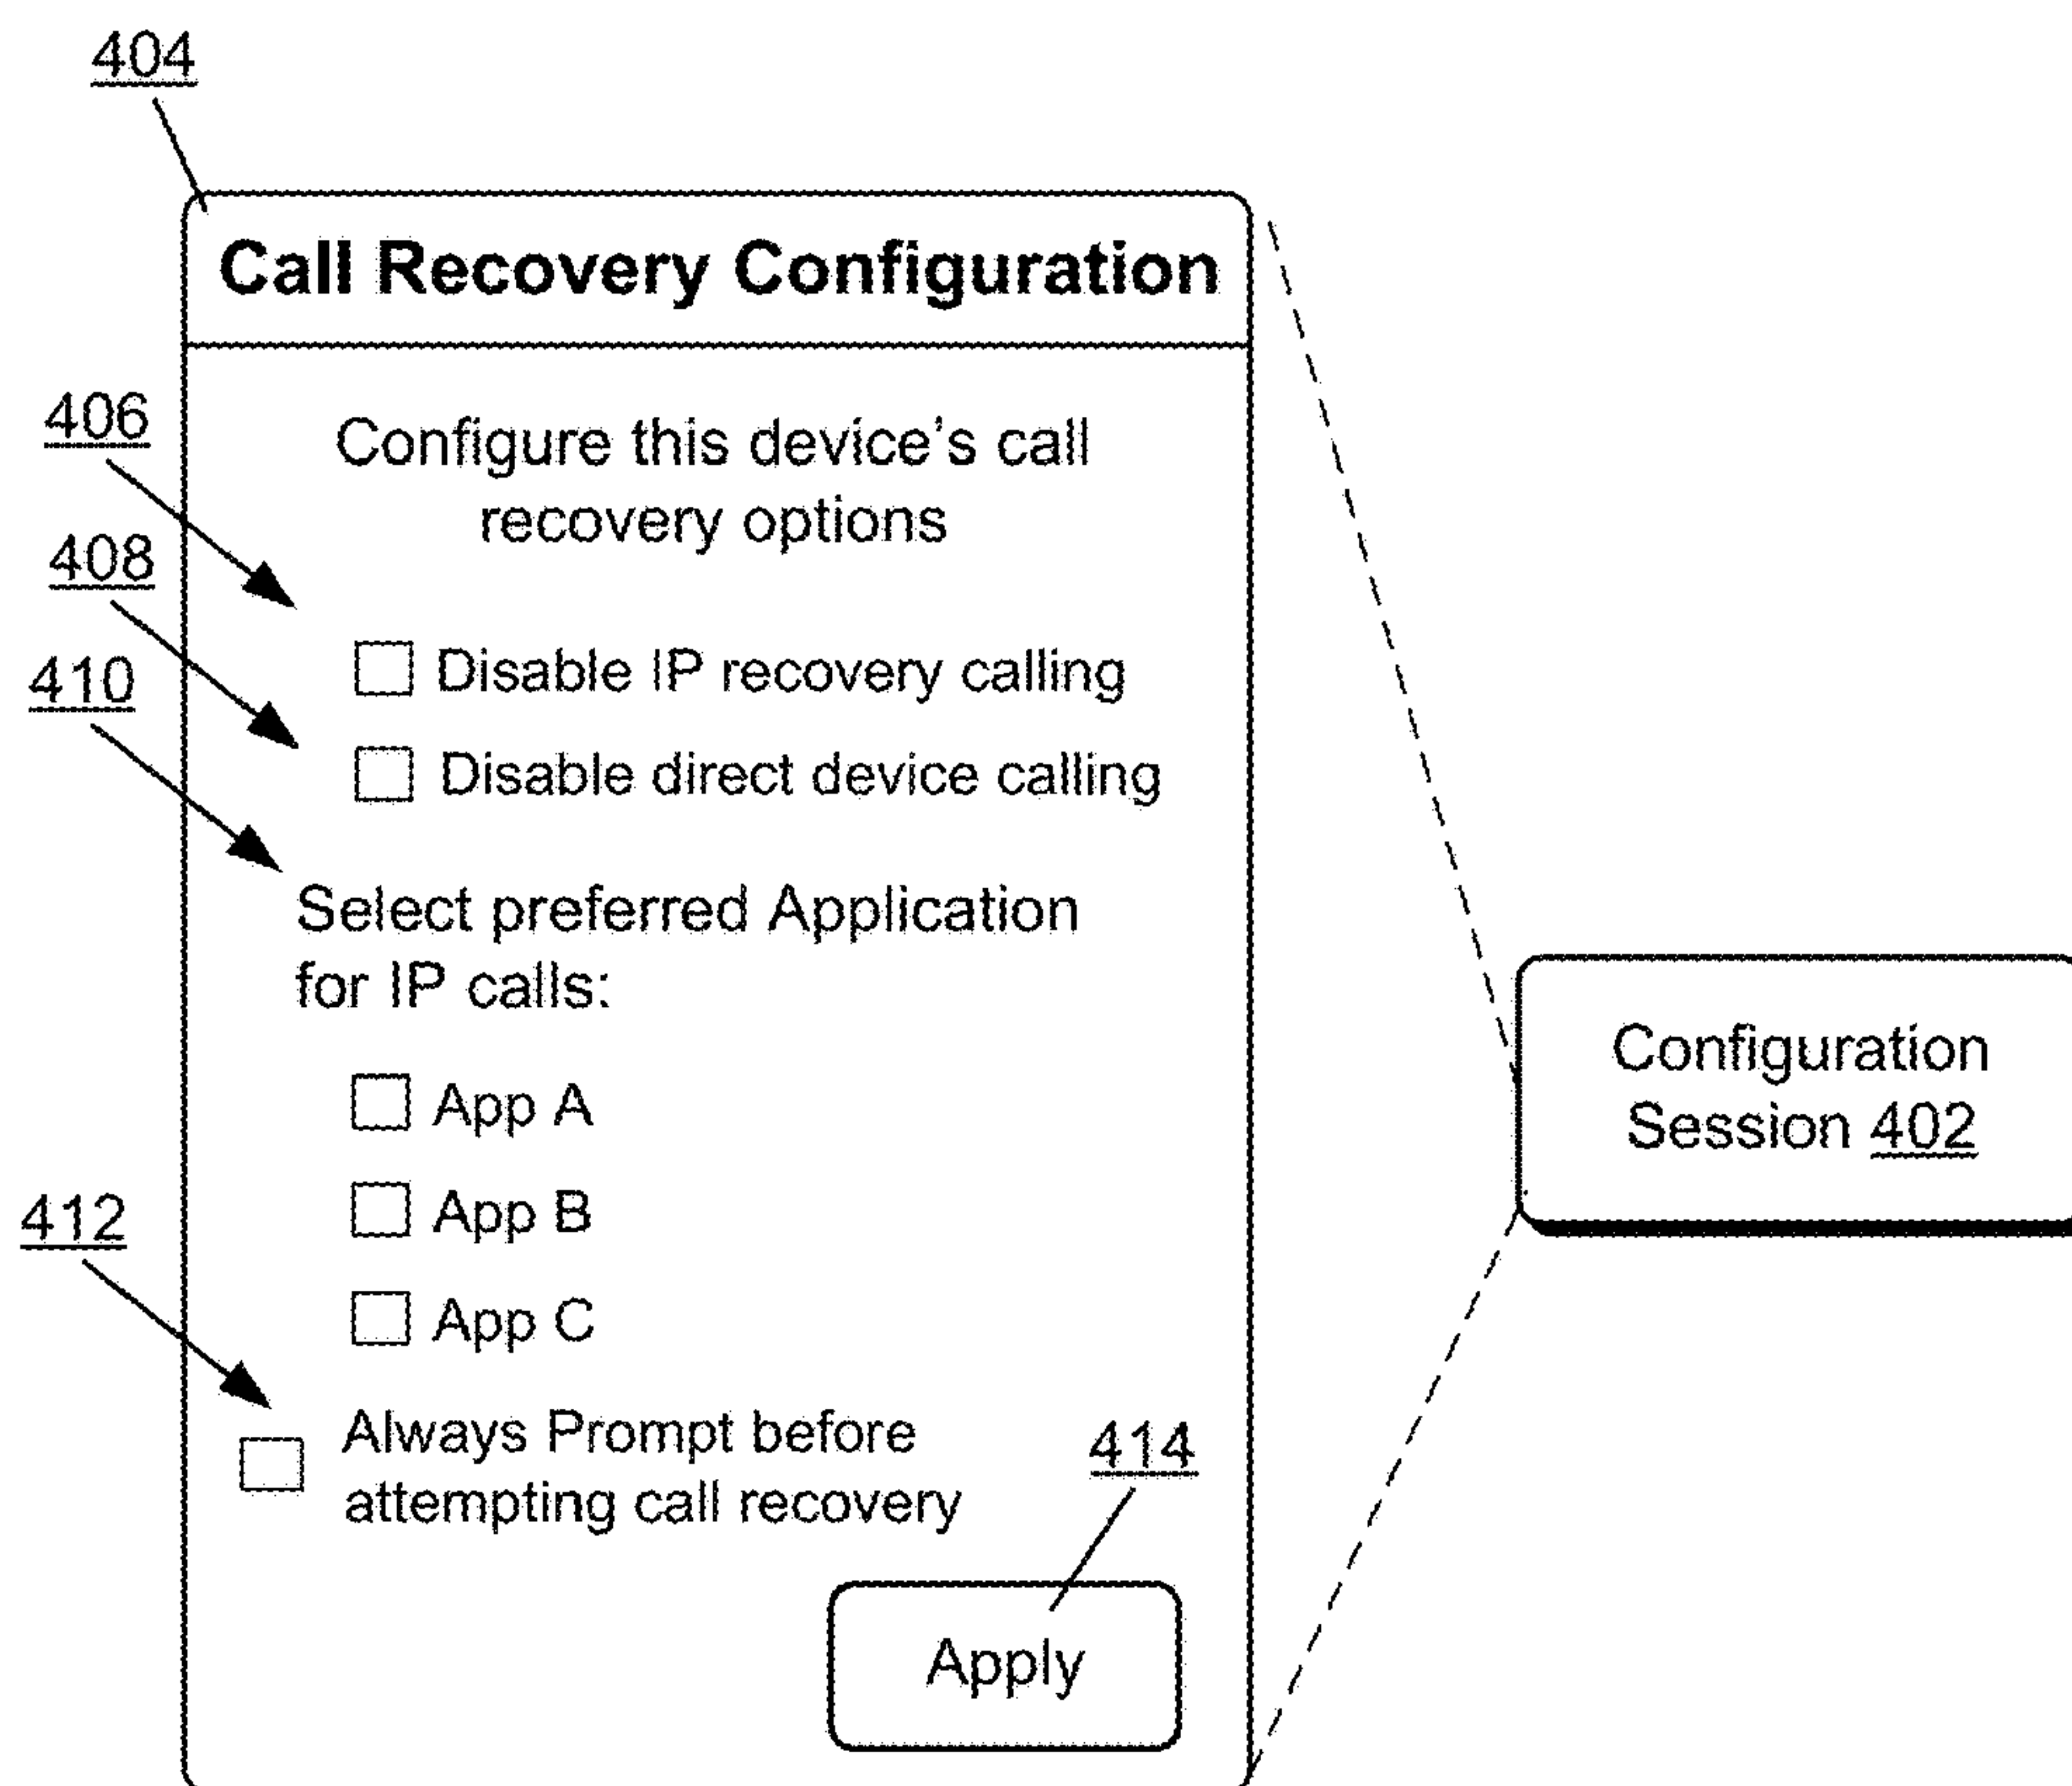 404
Call Recovery Configuration
406
Configure this device's call
recovery options
408
Disable IP recovery calling
410
Disable direct device calling
Select preferred Application
for IP calls:
App A
App B
412
App C
Always Prompt before
attempting call recovery
414
Apply
Configuration
Session 402